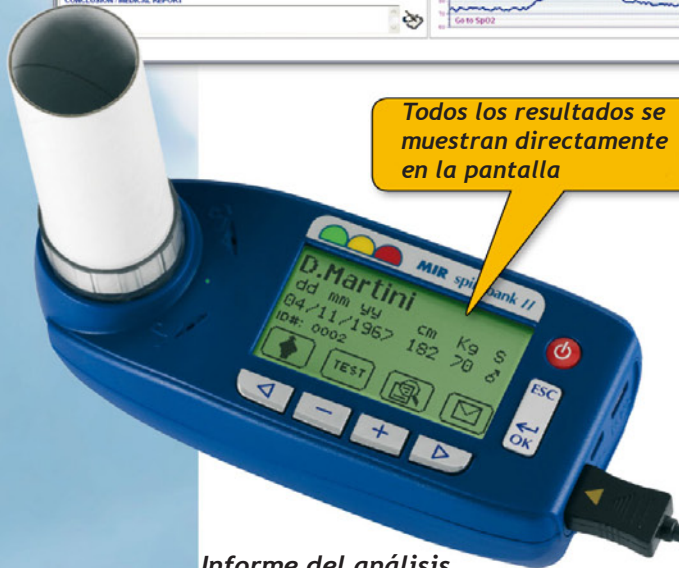 CONCLUSION / MEDICAL REPORT
Go to SpO2
Todos los resultados se
muestran directamente
en la pantalla
MIR
D.Martini
dd mm yy cm Kg S
04/11/1967 182 70 ♂
ID#: 0002
TEST
ESC
OK
Informe del análisis